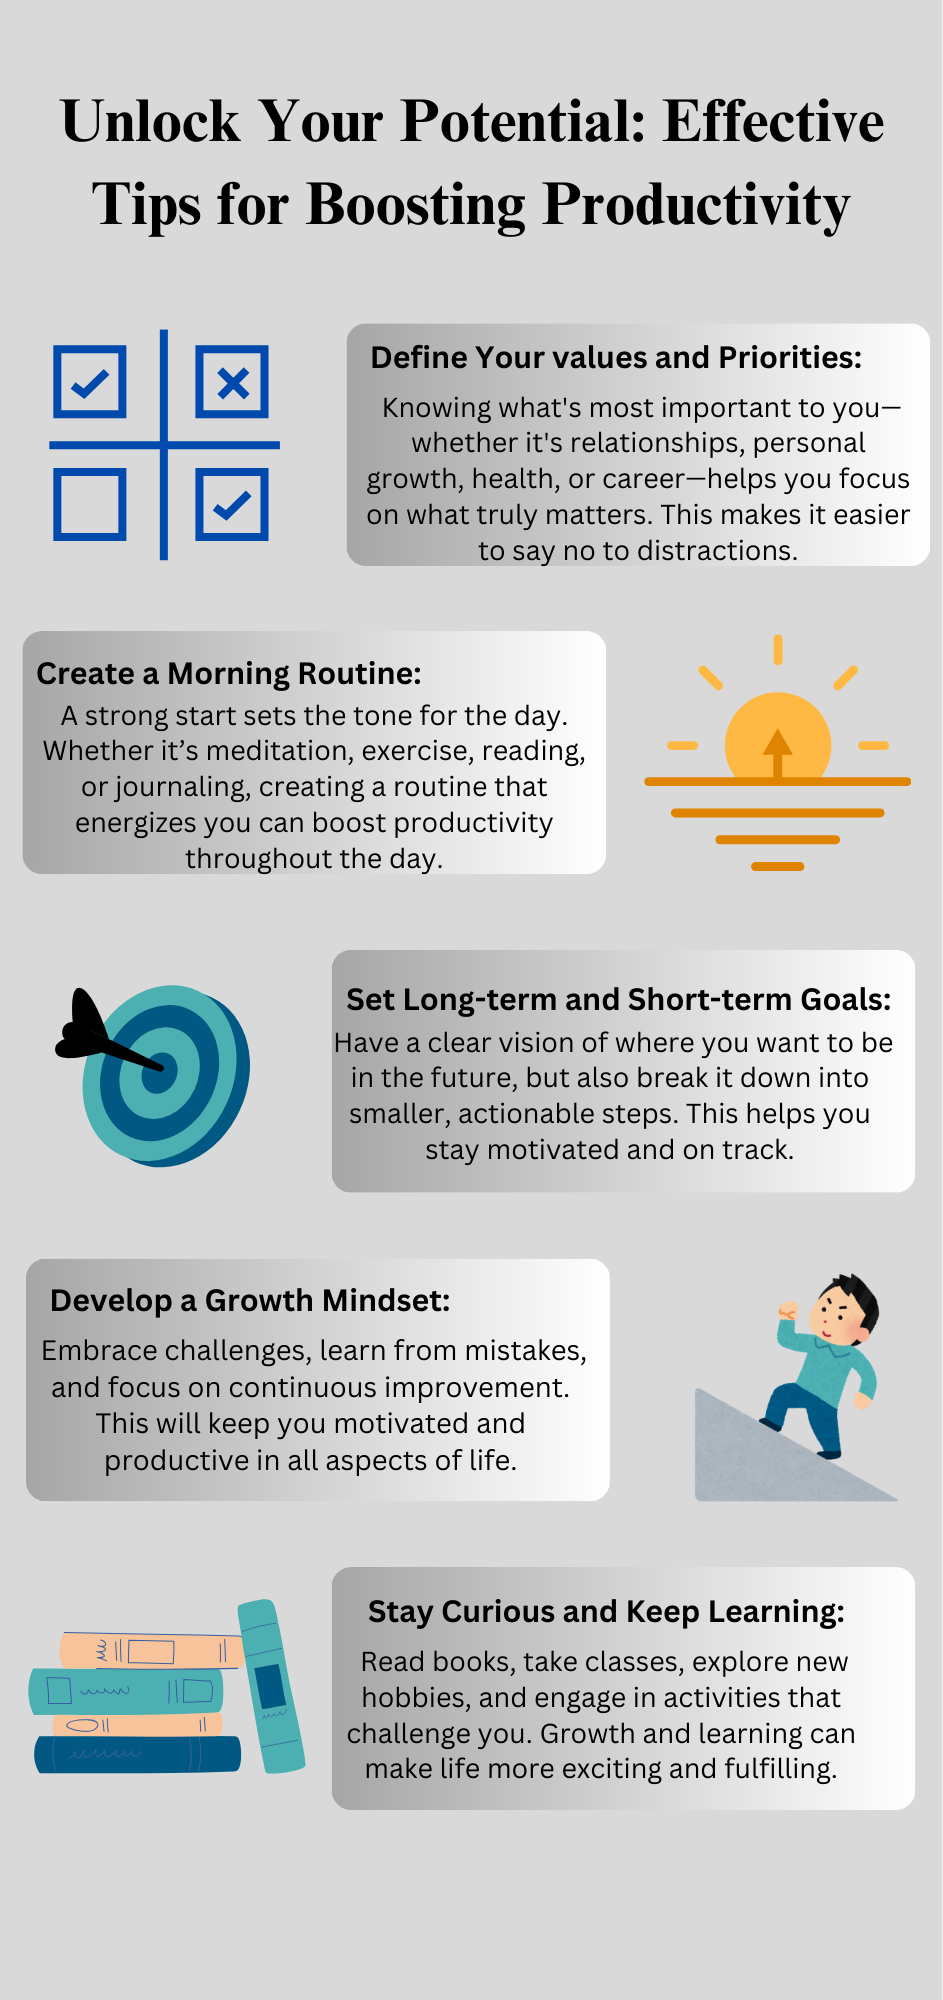 Unlock Your Potential: Effective
Tips for Boosting Productivity
Define Your values and Priorities:
Knowing what's most important to you—
whether it's relationships, personal
growth, health, or career—helps you focus
on what truly matters. This makes it easier
to say no to distractions.
Create a Morning Routine:
A strong start sets the tone for the day.
Whether it’s meditation, exercise, reading,
or journaling, creating a routine that
energizes you can boost productivity
throughout the day.
Set Long-term and Short-term Goals:
Have a clear vision of where you want to be
in the future, but also break it down into
smaller, actionable steps. This helps you
stay motivated and on track.
Develop a Growth Mindset:
Embrace challenges, learn from mistakes,
and focus on continuous improvement.
This will keep you motivated and
productive in all aspects of life.
Stay Curious and Keep Learning:
Read books, take classes, explore new
hobbies, and engage in activities that
challenge you. Growth and learning can
make life more exciting and fulfilling.